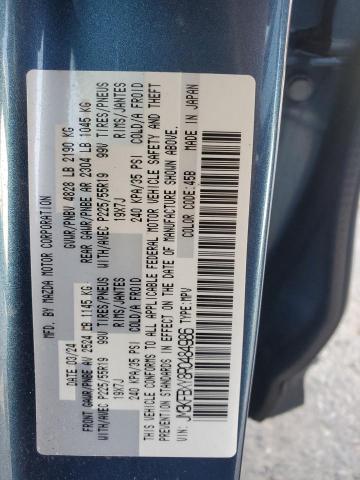 MFD. BY MAZDA MOTOR CORPORATION
DATE: 03/24
GVWR/PNBV 4828 LB 2190 KG
FRONT GAWR/PNBE AV 2524 LB 1145 KG
REAR GAWR/PNBE AR 2304 LB 1045 KG
WITH/AVEC P225/55R19 99V TIRES/PNEUS
WITH/AVEC P225/55R19 99V TIRES/PNEUS
19X7J RIMS/JANTES
19X7J RIMS/JANTES
240 KPA/35 PSI COLD/A FROID
240 KPA/35 PSI COLD/A FROID
THIS VEHICLE CONFORMS TO ALL APPLICABLE FEDERAL MOTOR VEHICLE SAFETY AND THEFT
PREVENTION STANDARDS IN EFFECT ON THE DATE OF MANUFACTURE SHOWN ABOVE.
VIN: TYPE: MPV COLOR CODE: 45B MADE IN JAPAN